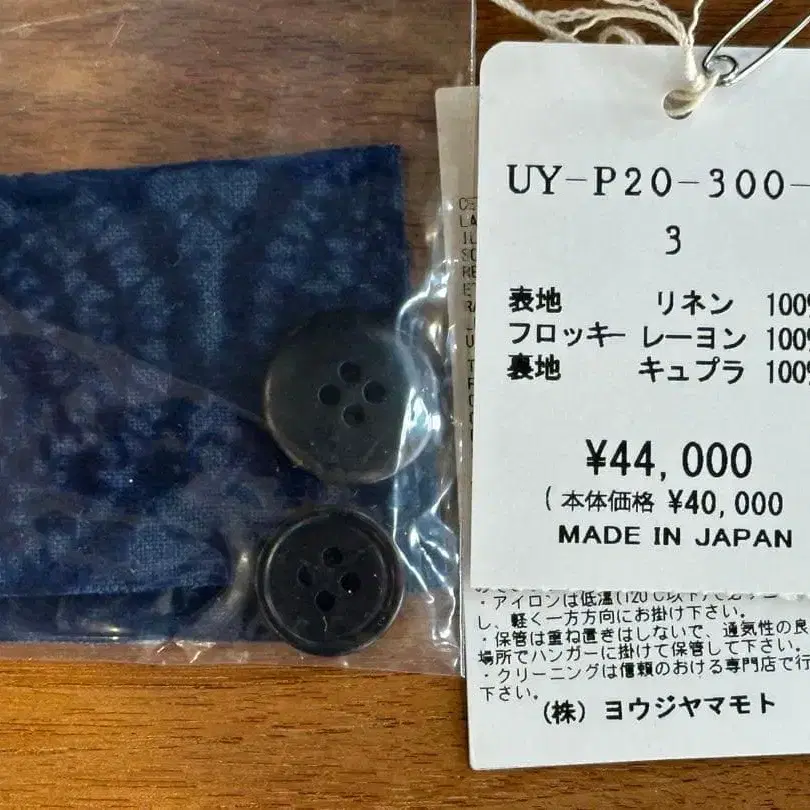 UY-P20-300-
3
表地 リネン 100%
フロッキー レーヨン 100%
裏地 キュプラ 100%
¥44,000
(本体価格 ¥40,000
MADE IN JAPAN
・アイロンは低温(120℃以下)で
し、軽く一方方向にお掛け下さい。
・保管は重ね置きはしないで、通気性の良
場所でハンガーに掛けて保管して下さい。
・クリーニングは信頼のおける専門店で行
下さい。
(株) ヨウジヤマモト